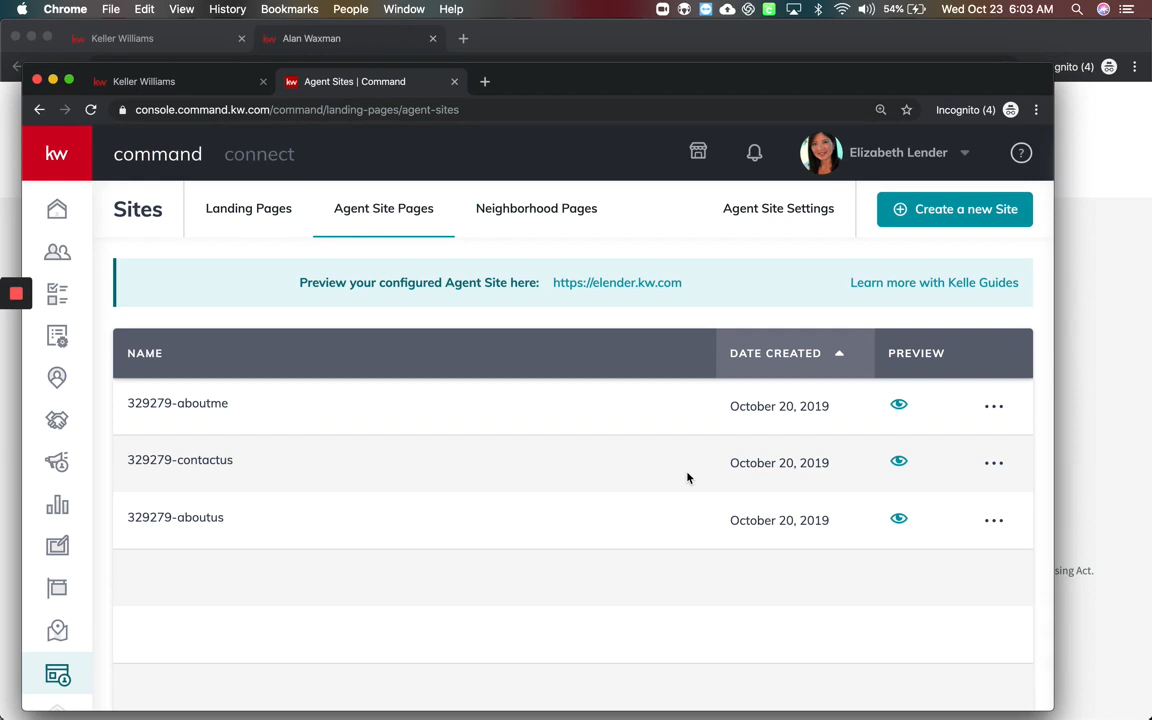 Chrome File Edit View History Bookmarks People Window Help 54% Wed Oct 23 6:03 AM
Keller Williams Alan Waxman
gnito (4)
Keller Williams Agent Sites | Command
console.command.kw.com/command/landing-pages/agent-sites Incognito (4)
kw command connect Elizabeth Lender ?
Sites Landing Pages Agent Site Pages Neighborhood Pages Agent Site Settings Create a new Site
Preview your configured Agent Site here: https://elender.kw.com Learn more with Kelle Guides
NAME DATE CREATED PREVIEW
329279-aboutme October 20, 2019
329279-contactus October 20, 2019
329279-aboutus October 20, 2019
sing Act.